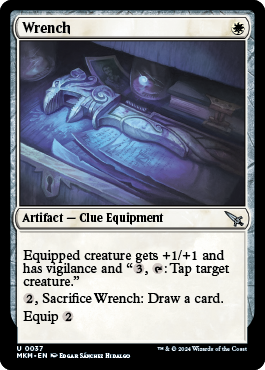 Wrench
Artifact — Clue Equipment
Equipped creature gets +1/+1 and
has vigilance and “3, : Tap target
creature.”
2, Sacrifice Wrench: Draw a card.
Equip 2
U 0037
MKM • EN Edgar Sánchez Hidalgo
™ & © 2024 Wizards of the Coast